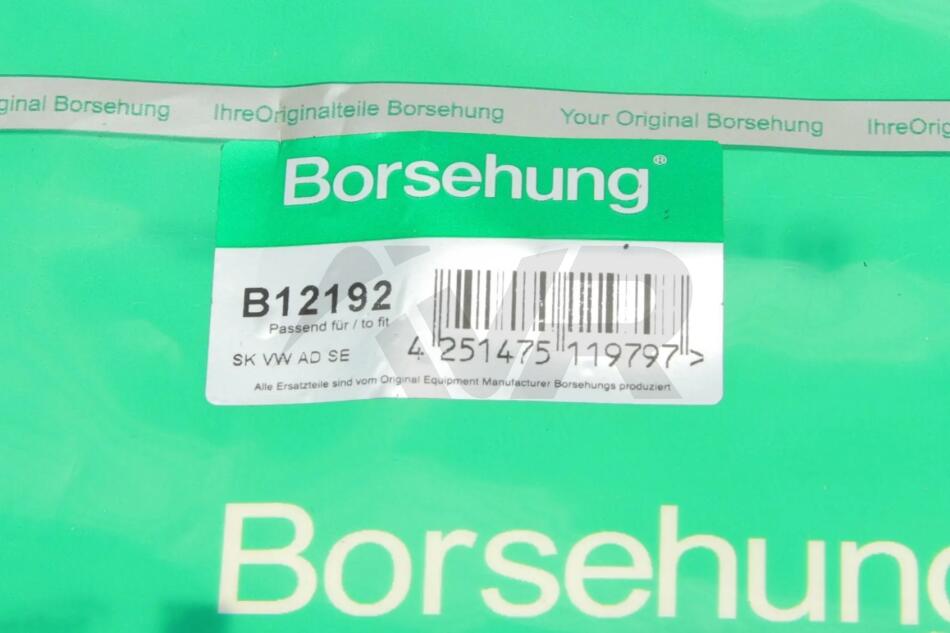 ginal Borsehung IhreOriginalteile Borsehung Your Original Borsehung IhreOrig
Borsehung®
B12192
Passend für / to fit
SK VW AD SE
4 251475 119797 >
Alle Ersatzteile sind vom Original Equipment Manufacturer Borsehungs produziert
VR
Borsehung